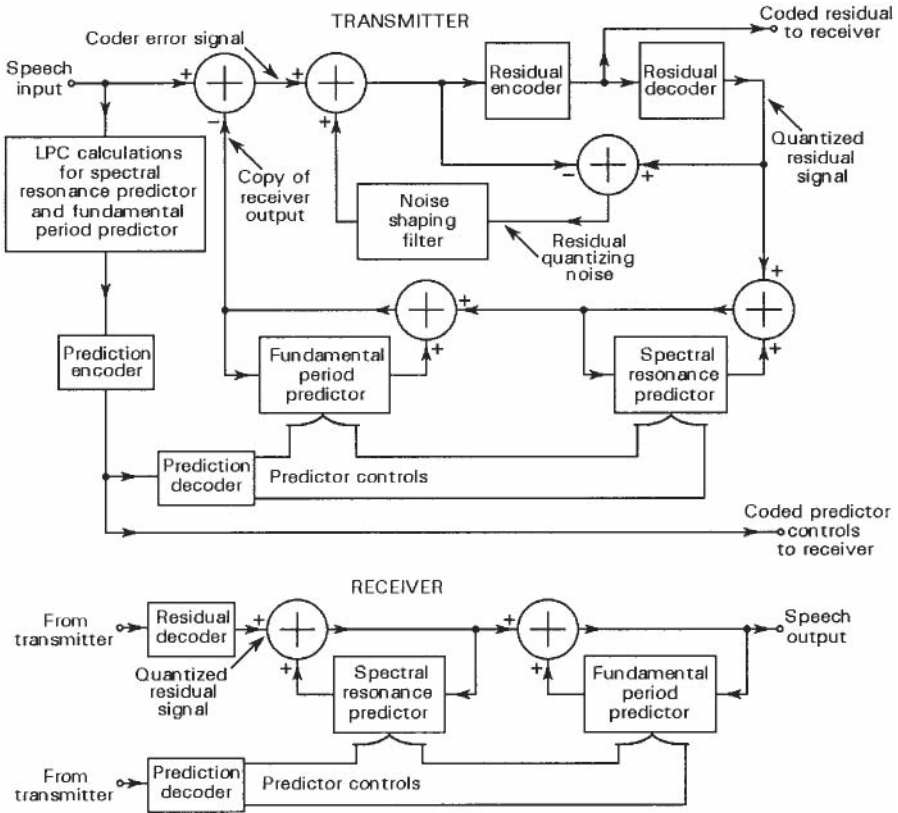 TRANSMITTER
Coded residual
to receiver
Coder error signal
Speech
input
+
+
–
+
+
Residual
encoder
Residual
decoder
Quantized
residual
signal
LPC calculations
for spectral
resonance predictor
and fundamental
period predictor
Copy of
receiver
output
Noise
shaping
filter
–
+
+
Residual
quantizing
noise
+
+
+
+
+
+
Prediction
encoder
Fundamental
period
predictor
Spectral
resonance
predictor
Prediction
decoder
Predictor controls
Coded predictor
controls
to receiver
RECEIVER
From
transmitter
Residual
decoder
+
+
+
+
+
+
Speech
output
Quantized
residual
signal
Spectral
resonance
predictor
Fundamental
period
predictor
From
transmitter
Prediction
decoder
Predictor controls